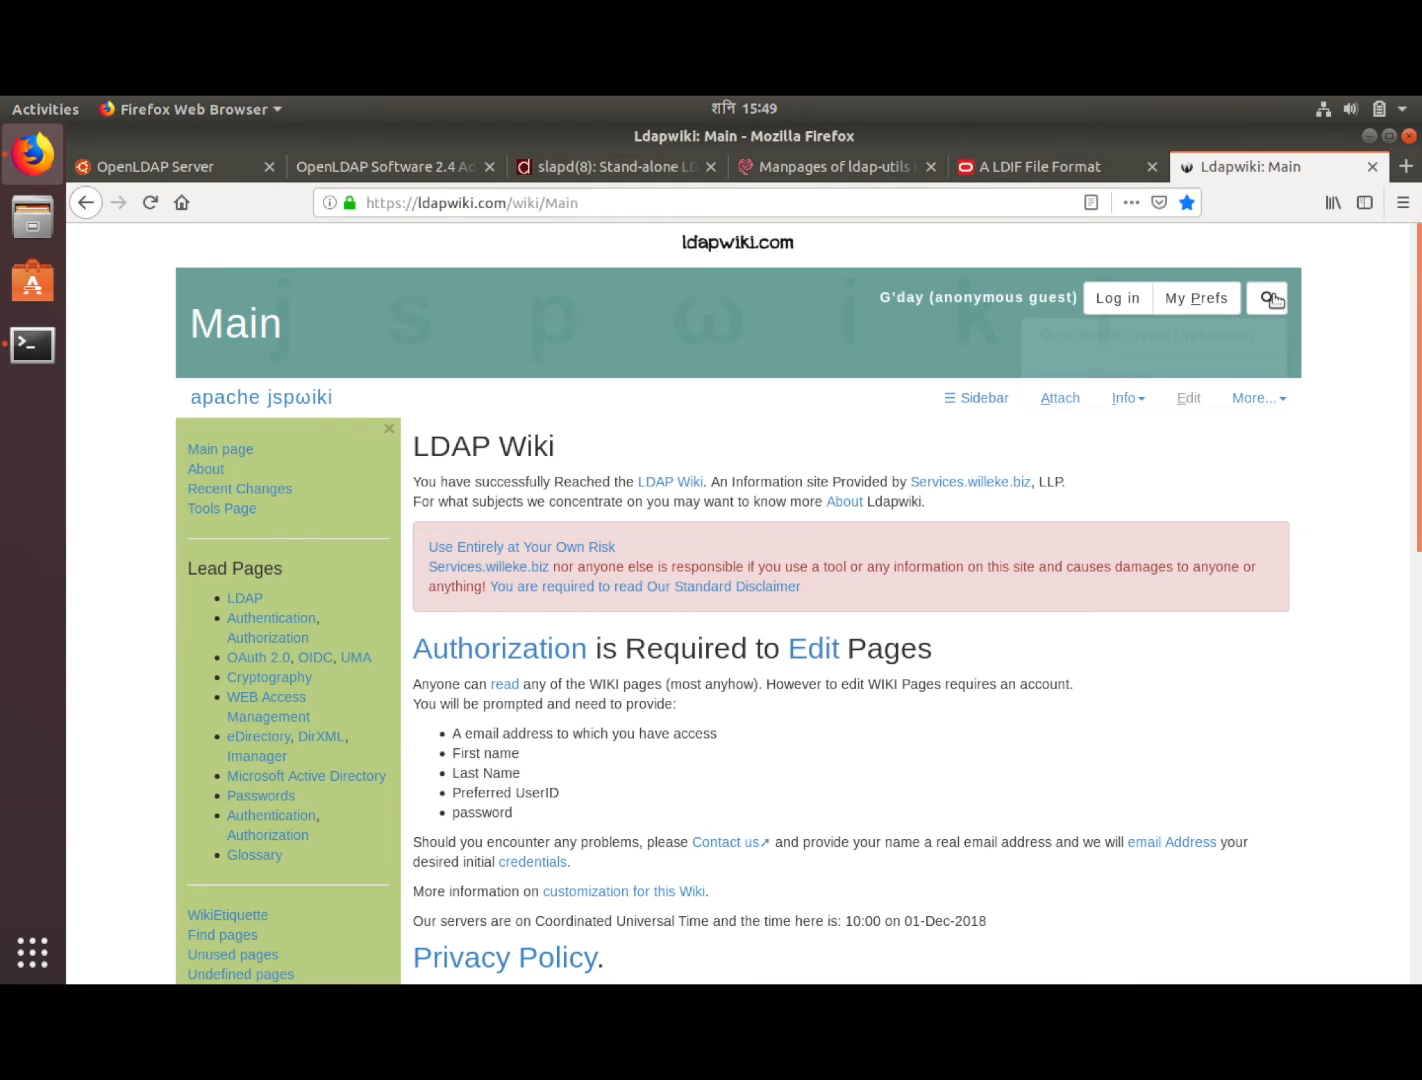 Activities Firefox Web Browser शनि 15:49
Ldapwiki: Main - Mozilla Firefox
OpenLDAP Server OpenLDAP Software 2.4 Ad slapd(8): Stand-alone LD Manpages of ldap-utils A LDIF File Format Ldapwiki: Main
https://ldapwiki.com/wiki/Main
ldapwiki.com
j s p ω i k i
G'day (anonymous guest) Log in My Prefs
Main
apache jspωiki
Sidebar Attach Info Edit More...
Main page
About
Recent Changes
Tools Page
Lead Pages
LDAP
Authentication,
Authorization
OAuth 2.0, OIDC, UMA
Cryptography
WEB Access
Management
eDirectory, DirXML,
Imanager
Microsoft Active Directory
Passwords
Authentication,
Authorization
Glossary
WikiEtiquette
Find pages
Unused pages
Undefined pages
LDAP Wiki
You have successfully Reached the LDAP Wiki. An Information site Provided by Services.willeke.biz, LLP.
For what subjects we concentrate on you may want to know more About Ldapwiki.
Use Entirely at Your Own Risk
Services.willeke.biz nor anyone else is responsible if you use a tool or any information on this site and causes damages to anyone or
anything! You are required to read Our Standard Disclaimer
Authorization is Required to Edit Pages
Anyone can read any of the WIKI pages (most anyhow). However to edit WIKI Pages requires an account.
You will be prompted and need to provide:
A email address to which you have access
First name
Last Name
Preferred UserID
password
Should you encounter any problems, please Contact us and provide your name a real email address and we will email Address your
desired initial credentials.
More information on customization for this Wiki.
Our servers are on Coordinated Universal Time and the time here is: 10:00 on 01-Dec-2018
Privacy Policy.